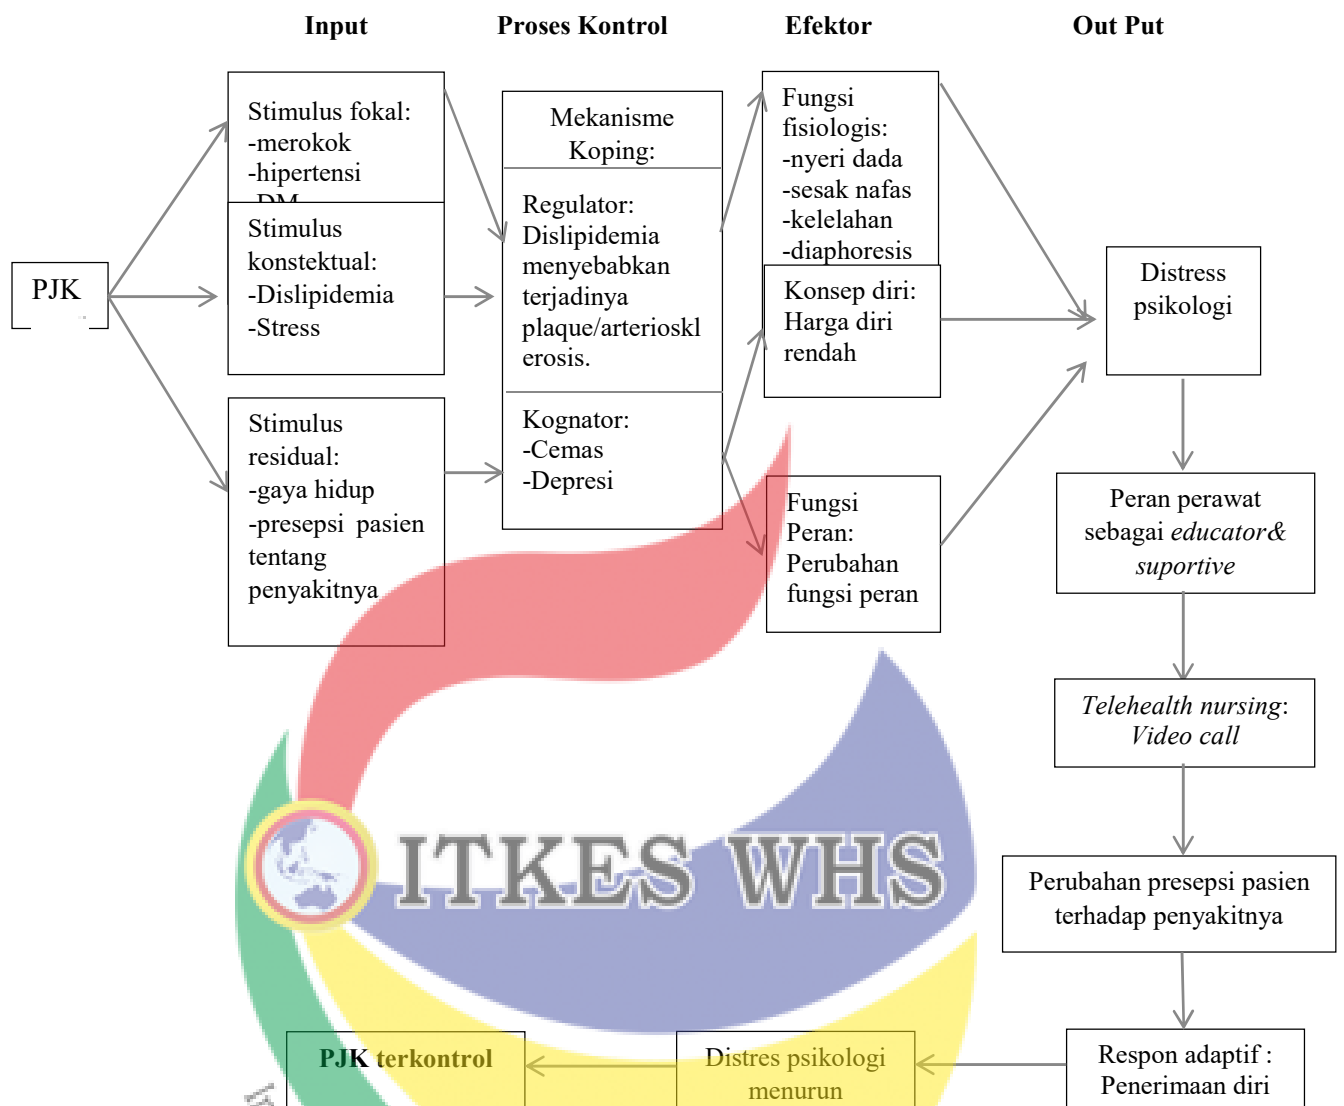 Input
Proses Kontrol
Efektor
Out Put
PJK
Stimulus fokal:
-merokok
-hipertensi
-DM
Stimulus
konstektual:
-Dislipidemia
-Stress
Stimulus
residual:
-gaya hidup
-presepsi pasien
tentang
penyakitnya
Mekanisme
Koping:
Regulator:
Dislipidemia
menyebabkan
terjadinya
plaque/arterioskl
erosis.
Kognator:
-Cemas
-Depresi
Fungsi
fisiologis:
-nyeri dada
-sesak nafas
-kelelahan
-diaphoresis
Konsep diri:
Harga diri
rendah
Fungsi
Peran:
Perubahan
fungsi peran
Distress
psikologi
Peran perawat
sebagai educator&
suportive
Telehealth nursing:
Video call
Perubahan presepsi pasien
terhadap penyakitnya
Respon adaptif :
Penerimaan diri
Distres psikologi
menurun
PJK terkontrol
ITKES WHS